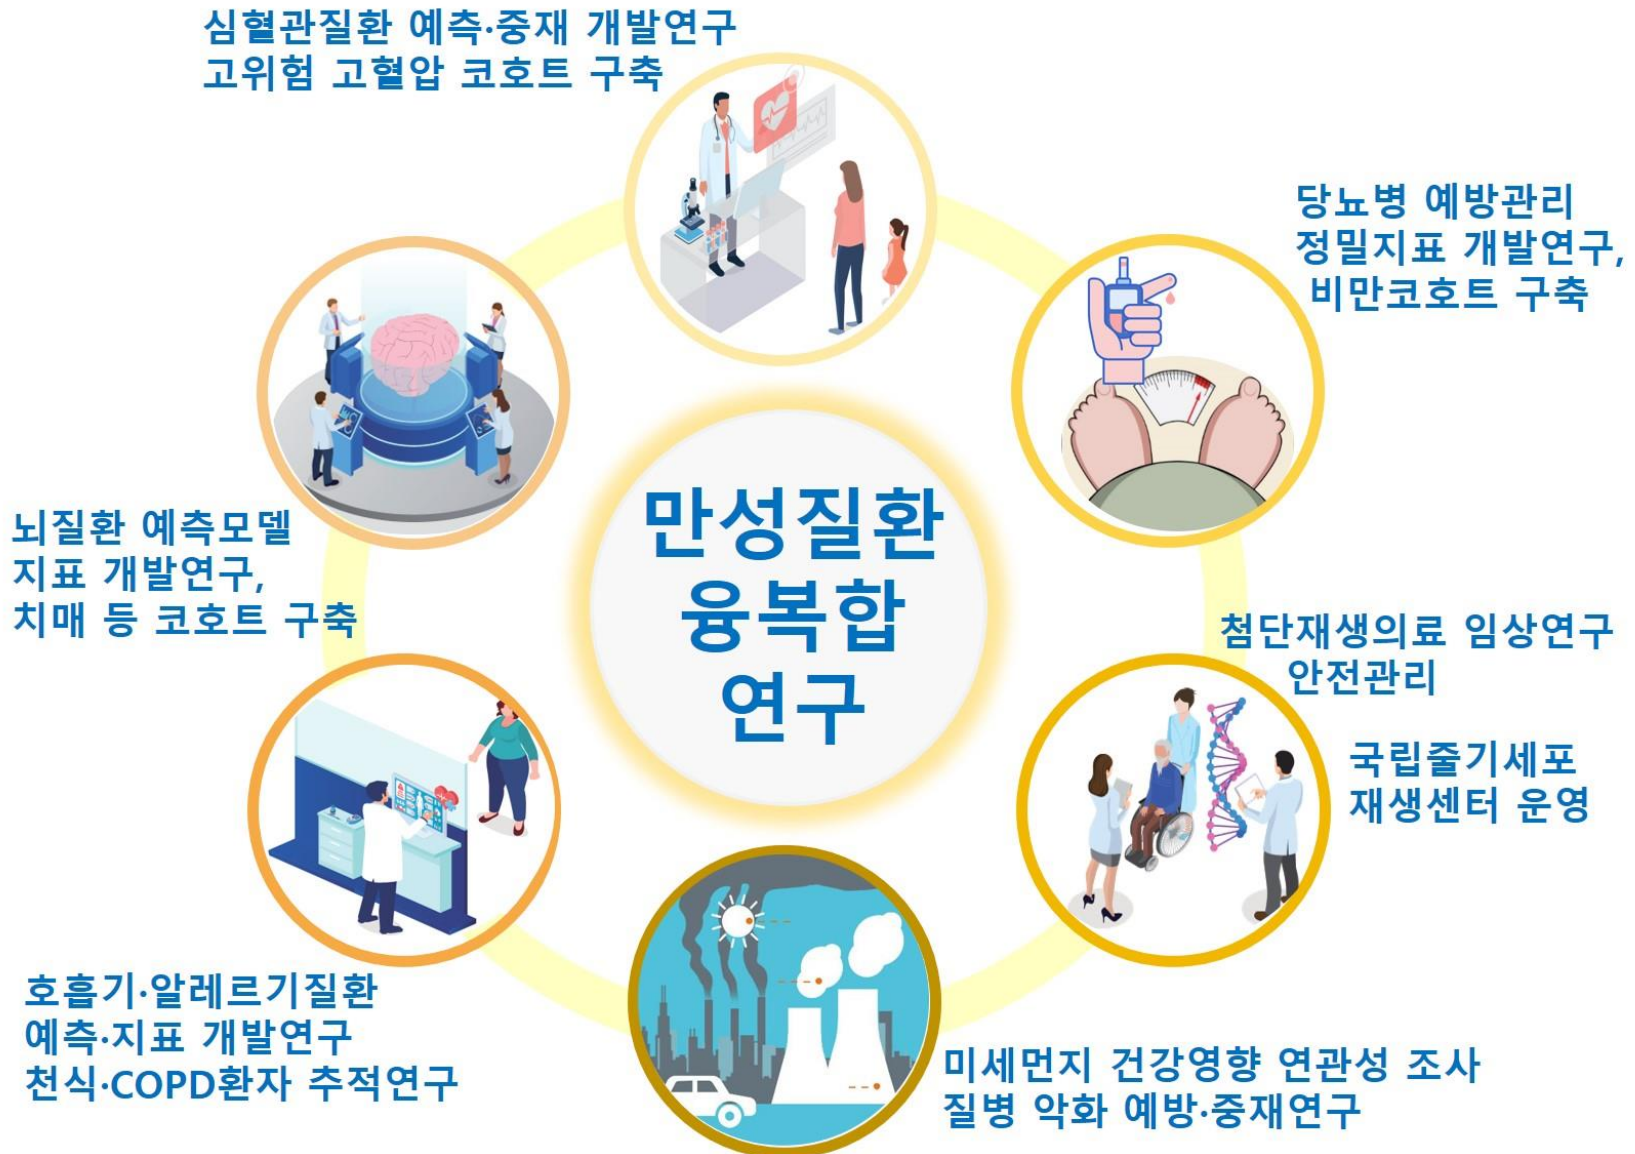 심혈관질환 예측·중재 개발연구
고위험 고혈압 코호트 구축
당뇨병 예방관리
정밀지표 개발연구,
비만코호트 구축
뇌질환 예측모델
지표 개발연구,
치매 등 코호트 구축
만성질환
융복합
연구
첨단재생의료 임상연구
안전관리
국립줄기세포
재생센터 운영
호흡기·알레르기질환
예측·지표 개발연구
천식·COPD환자 추적연구
미세먼지 건강영향 연관성 조사
질병 악화 예방·중재연구